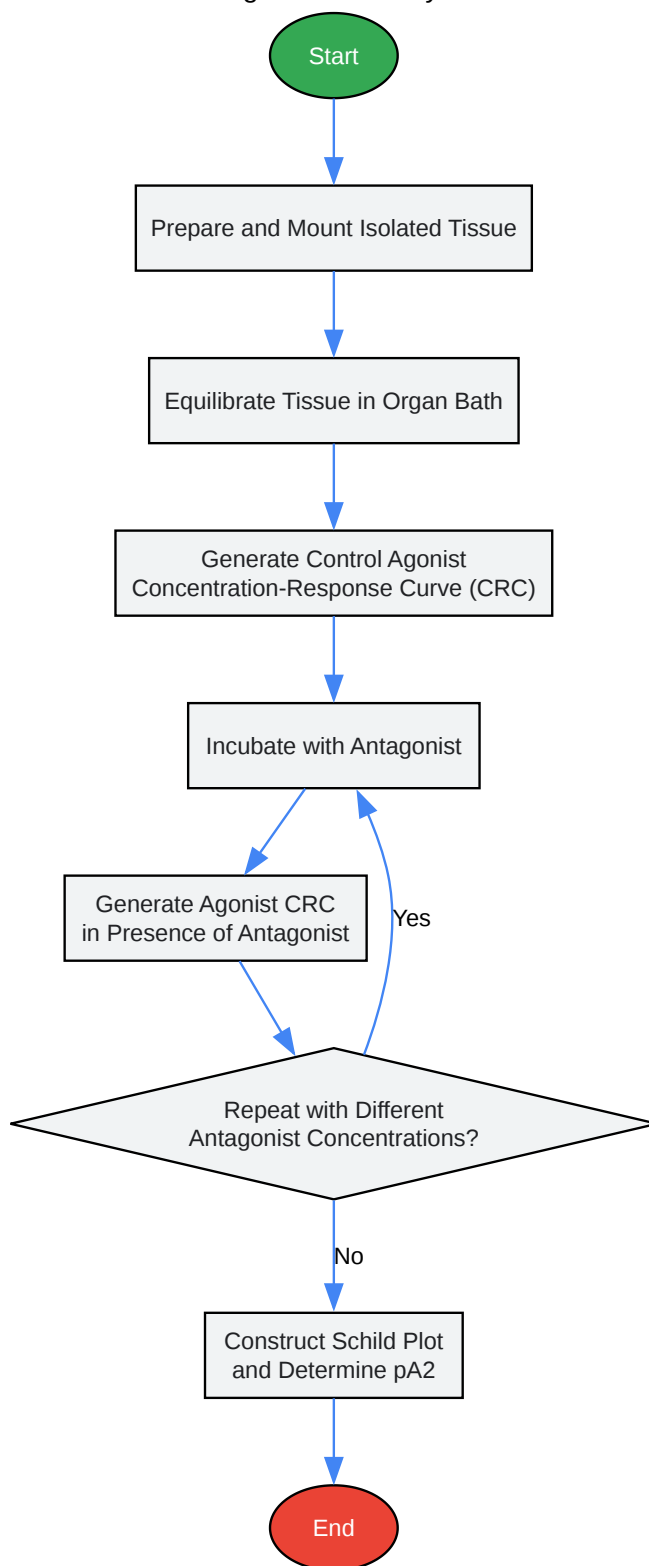 Start
Prepare and Mount Isolated Tissue
Equilibrate Tissue in Organ Bath
Generate Control Agonist
Concentration-Response Curve (CRC)
Incubate with Antagonist
Generate Agonist CRC
in Presence of Antagonist
Yes
Repeat with Different
Antagonist Concentrations?
No
Construct Schild Plot
and Determine pA2
End